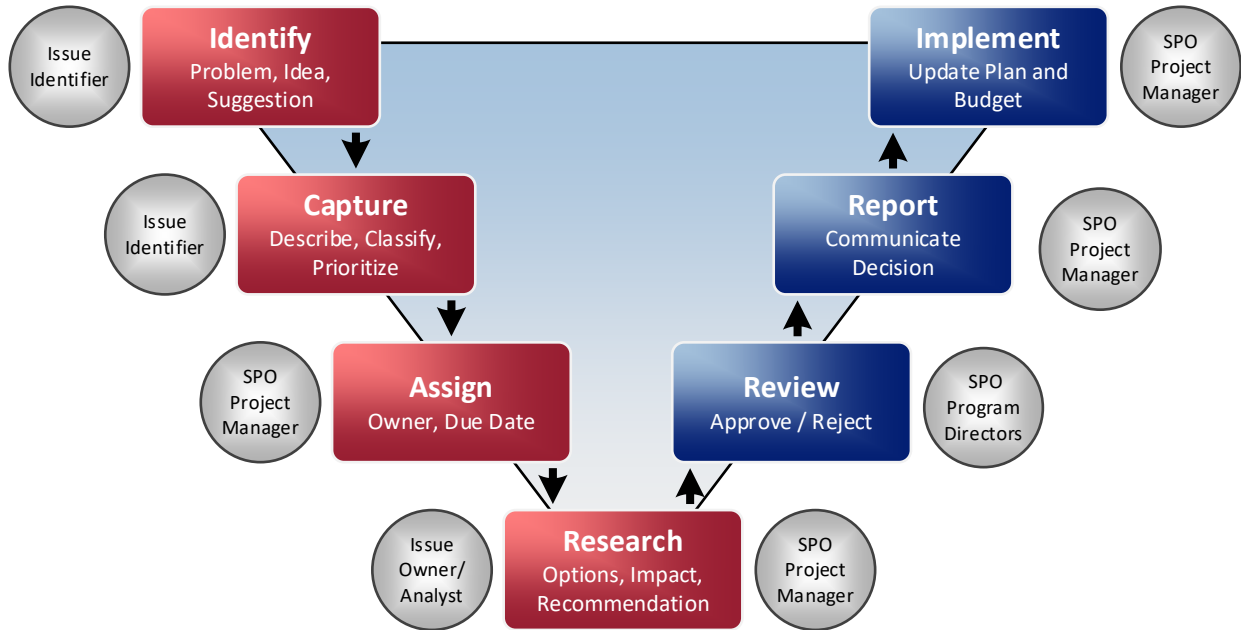 Issue
Identifier
Identify
Problem, Idea,
Suggestion
Implement
Update Plan and
Budget
SPO
Project
Manager
Issue
Identifier
Capture
Describe, Classify,
Prioritize
Report
Communicate
Decision
SPO
Project
Manager
SPO
Project
Manager
Assign
Owner, Due Date
Review
Approve / Reject
SPO
Program
Directors
Issue
Owner/
Analyst
Research
Options, Impact,
Recommendation
SPO
Project
Manager